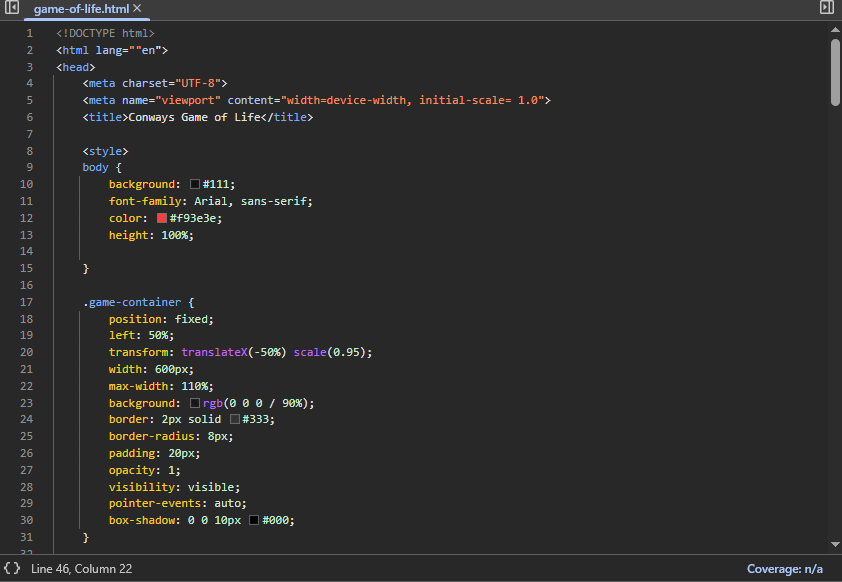 game-of-life.html ×
1 <!DOCTYPE html>
2 <html lang=""en">
3 <head>
4 <meta charset="UTF-8">
5 <meta name="viewport" content="width=device-width, initial-scale= 1.0">
6 <title>Conways Game of Life</title>
7
8 <style>
9 body {
10 background: #111;
11 font-family: Arial, sans-serif;
12 color: #f93e3e;
13 height: 100%;
14
15 }
16
17 .game-container {
18 position: fixed;
19 left: 50%;
20 transform: translateX(-50%) scale(0.95);
21 width: 600px;
22 max-width: 110%;
23 background: rgb(0 0 0 / 90%);
24 border: 2px solid #333;
25 border-radius: 8px;
26 padding: 20px;
27 opacity: 1;
28 visibility: visible;
29 pointer-events: auto;
30 box-shadow: 0 0 10px #000;
31 }
32
{} Line 46, Column 22 Coverage: n/a